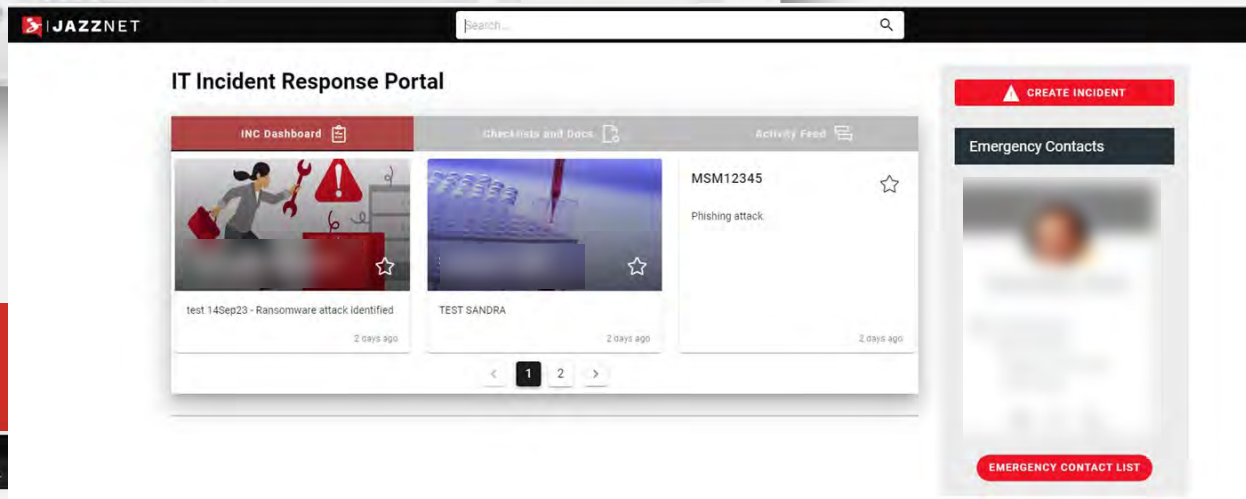 JAZZNET
Search...
IT Incident Response Portal
CREATE INCIDENT
INC Dashboard
Checklists and Docs
Activity Feed
Emergency Contacts
MSM12345
Phishing attack
test 14Sep23 - Ransomware attack identified
TEST SANDRA
2 days ago
2 days ago
2 days ago
< 1 2 >
EMERGENCY CONTACT LIST